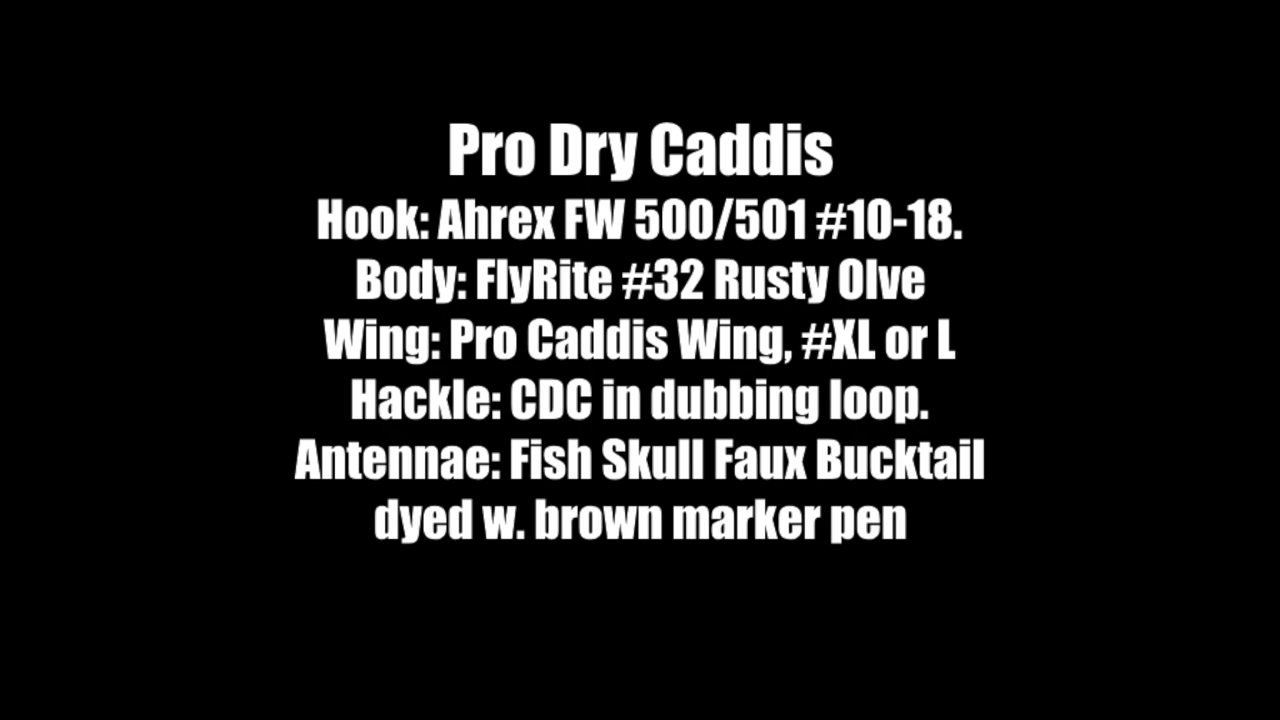 Pro Dry Caddis
Hook: Ahrex FW 500/501 #10-18.
Body: FlyRite #32 Rusty Olve
Wing: Pro Caddis Wing, #XL or L
Hackle: CDC in dubbing loop.
Antennae: Fish Skull Faux Bucktail
dyed w. brown marker pen